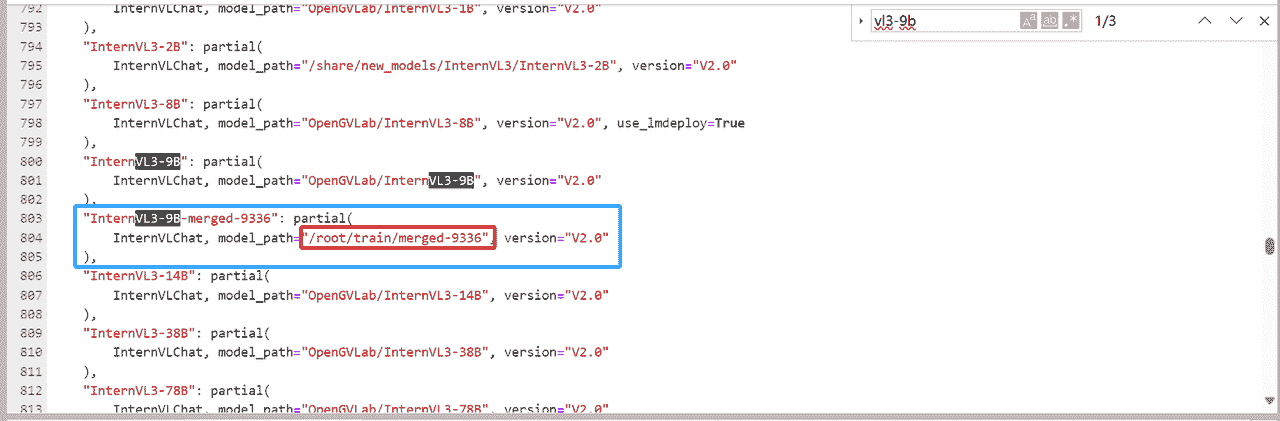 792 InternVLChat, model_path="OpenGVLab/InternVL3-1B", version="V2.0"
vl3-9b Aa ab .* 1/3
793 ),
794 "InternVL3-2B": partial(
795 InternVLChat, model_path="/share/new_models/InternVL3/InternVL3-2B", version="V2.0"
796 ),
797 "InternVL3-8B": partial(
798 InternVLChat, model_path="OpenGVLab/InternVL3-8B", version="V2.0", use_lmdeploy=True
799 ),
800 "InternVL3-9B": partial(
801 InternVLChat, model_path="OpenGVLab/InternVL3-9B", version="V2.0"
802 ),
803 "InternVL3-9B-merged-9336": partial(
804 InternVLChat, model_path="/root/train/merged-9336", version="V2.0"
805 ),
806 "InternVL3-14B": partial(
807 InternVLChat, model_path="OpenGVLab/InternVL3-14B", version="V2.0"
808 ),
809 "InternVL3-38B": partial(
810 InternVLChat, model_path="OpenGVLab/InternVL3-38B", version="V2.0"
811 ),
812 "InternVL3-78B": partial(
813 InternVLChat, model_path="OpenGVLab/InternVL3-78B", version="V2.0"